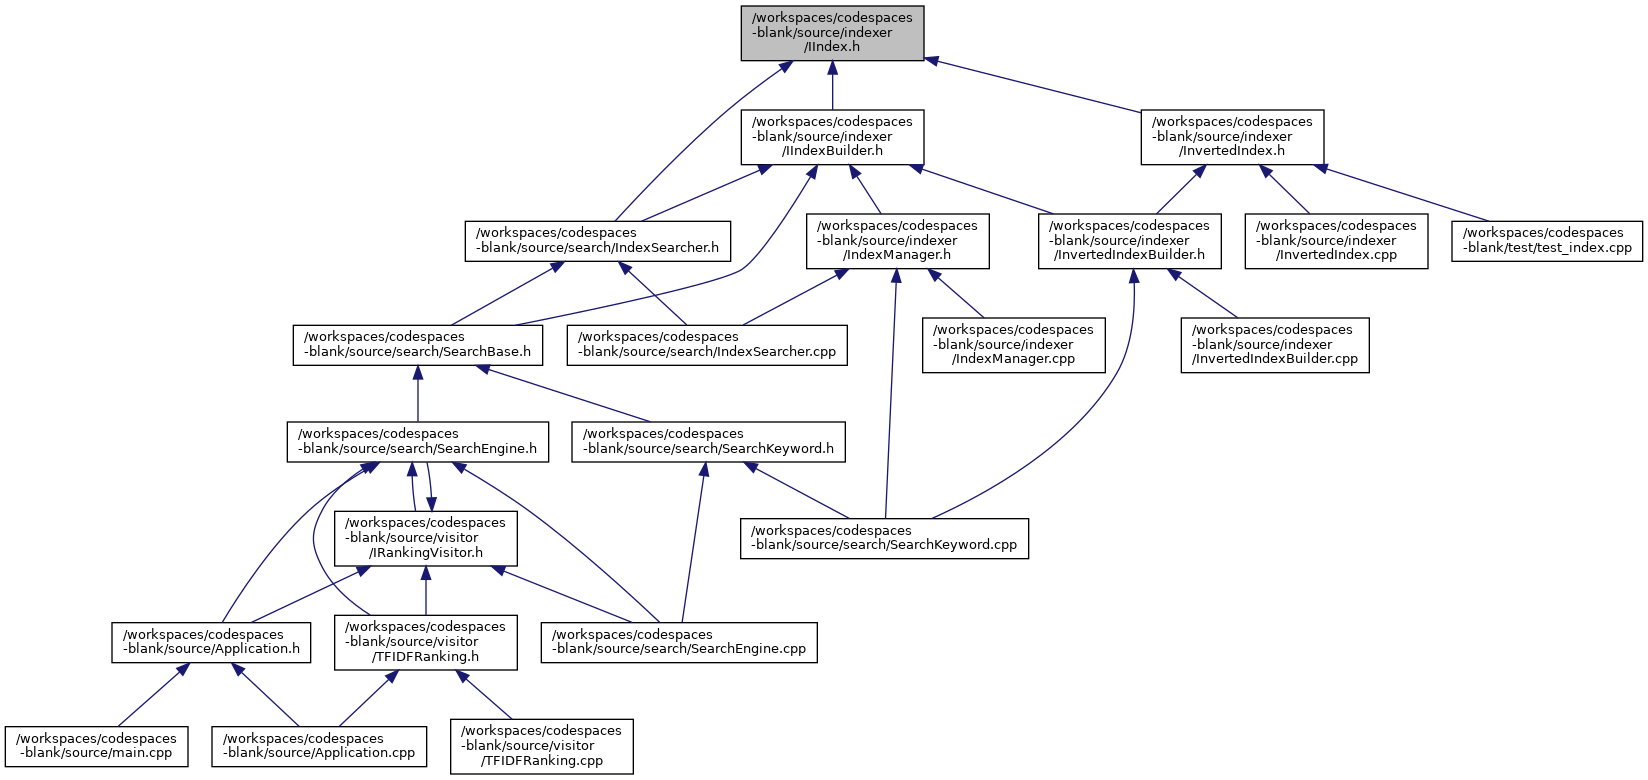 /workspaces/codespaces
-blank/source/indexer
/IIndex.h
/workspaces/codespaces
-blank/source/indexer
/IIndexBuilder.h
/workspaces/codespaces
-blank/source/indexer
/InvertedIndex.h
/workspaces/codespaces
-blank/source/search/IndexSearcher.h
/workspaces/codespaces
-blank/source/indexer
/IndexManager.h
/workspaces/codespaces
-blank/source/indexer
/InvertedIndexBuilder.h
/workspaces/codespaces
-blank/source/indexer
/InvertedIndex.cpp
/workspaces/codespaces
-blank/test/test_index.cpp
/workspaces/codespaces
-blank/source/search/SearchBase.h
/workspaces/codespaces
-blank/source/search/IndexSearcher.cpp
/workspaces/codespaces
-blank/source/indexer
/IndexManager.cpp
/workspaces/codespaces
-blank/source/indexer
/InvertedIndexBuilder.cpp
/workspaces/codespaces
-blank/source/search/SearchEngine.h
/workspaces/codespaces
-blank/source/search/SearchKeyword.h
/workspaces/codespaces
-blank/source/visitor
/IRankingVisitor.h
/workspaces/codespaces
-blank/source/search/SearchKeyword.cpp
/workspaces/codespaces
-blank/source/Application.h
/workspaces/codespaces
-blank/source/visitor
/TFIDFRanking.h
/workspaces/codespaces
-blank/source/search/SearchEngine.cpp
/workspaces/codespaces
-blank/source/main.cpp
/workspaces/codespaces
-blank/source/Application.cpp
/workspaces/codespaces
-blank/source/visitor
/TFIDFRanking.cpp